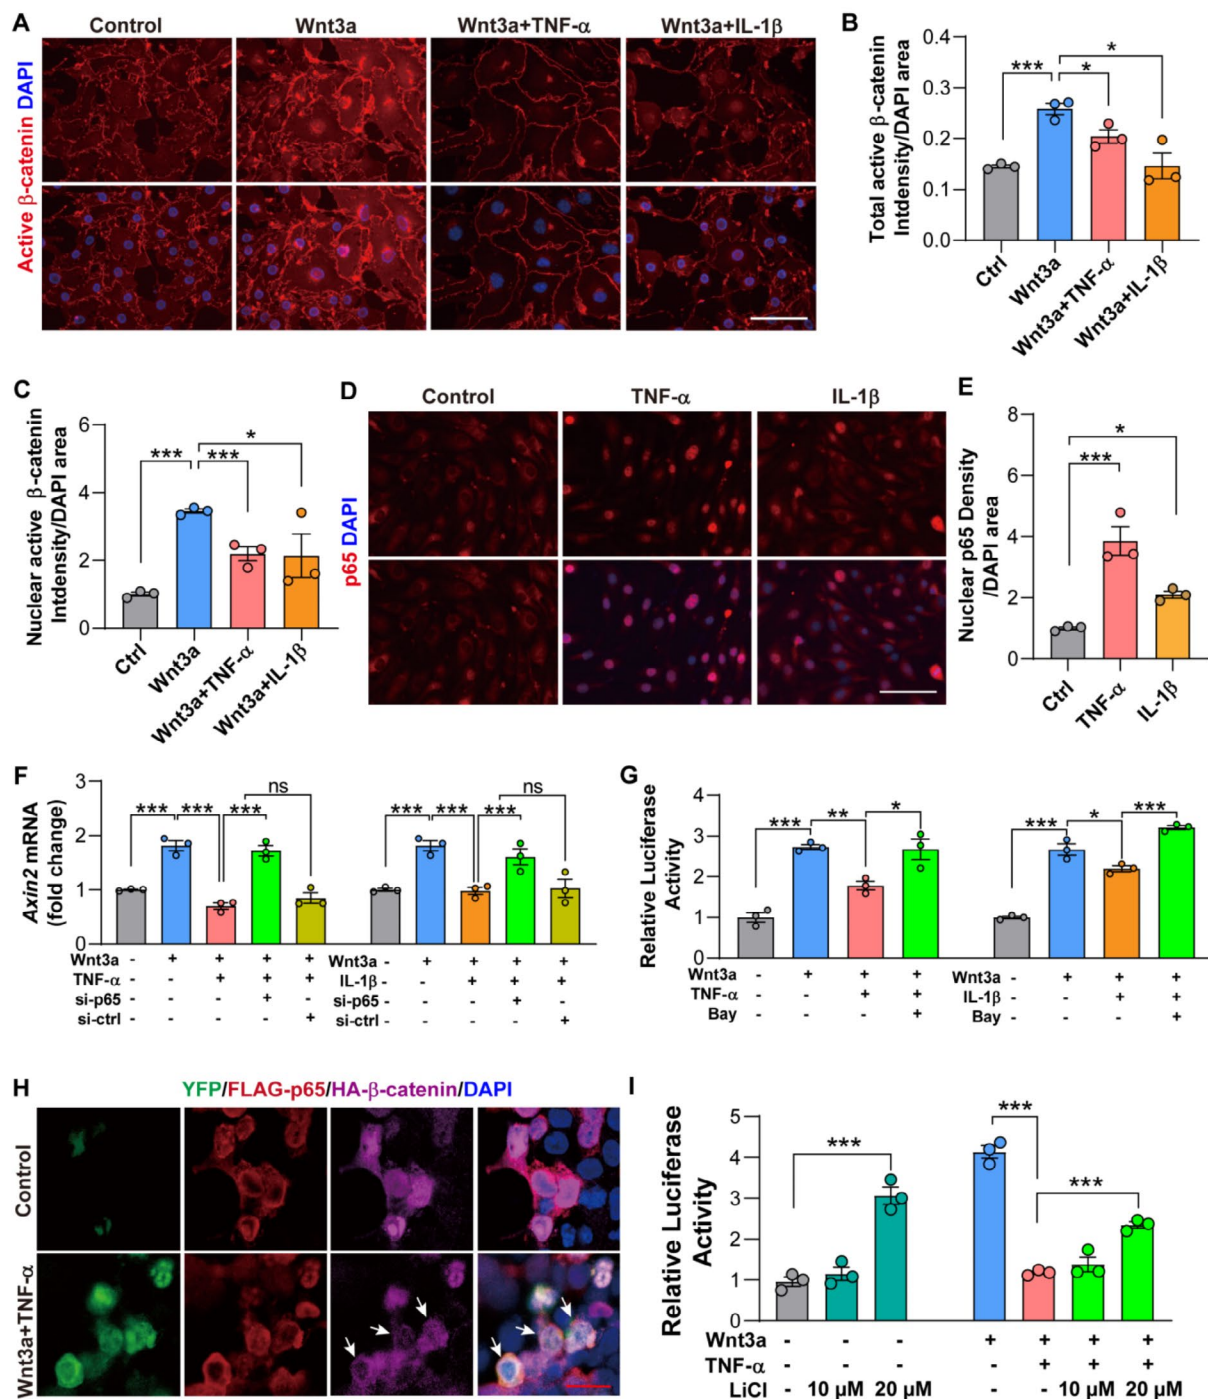 A
Control
Wnt3a
Wnt3a+TNF-α
Wnt3a+IL-1β
Active β-catenin DAPI
B
Total active β-catenin
Intdensity/DAPI area
0.4
0.3
0.2
0.1
0.0
***
*
*
Ctrl
Wnt3a
Wnt3a+TNF-α
Wnt3a+IL-1β
C
Nuclear active β-catenin
Intdensity/DAPI area
6
4
2
0
***
***
*
Ctrl
Wnt3a
Wnt3a+TNF-α
Wnt3a+IL-1β
D
Control
TNF-α
IL-1β
p65 DAPI
E
Nuclear p65 Density
/DAPI area
8
6
4
2
0
***
*
Ctrl
TNF-α
IL-1β
F
Axin2 mRNA
(fold change)
3
2
1
0
*** *** *** ns
*** *** *** ns
Wnt3a - + + + +
TNF-α - - + + +
si-p65 - - - + -
si-ctrl - - - - +
Wnt3a - + + + +
IL-1β - - + + +
si-p65 - - - + -
si-ctrl - - - - +
G
Relative Luciferase
Activity
4
3
2
1
0
*** ** *
*** * ***
Wnt3a - + + +
TNF-α - - + +
Bay - - - +
Wnt3a - + + +
IL-1β - - + +
Bay - - - +
H
YFP/FLAG-p65/HA-β-catenin/DAPI
Control
Wnt3a+TNF-α
I
Relative Luciferase
Activity
5
4
3
2
1
0
***
***
***
Wnt3a - - - + + + +
TNF-α - - - - + + +
LiCl - 10 μM 20 μM - - 10 μM 20 μM